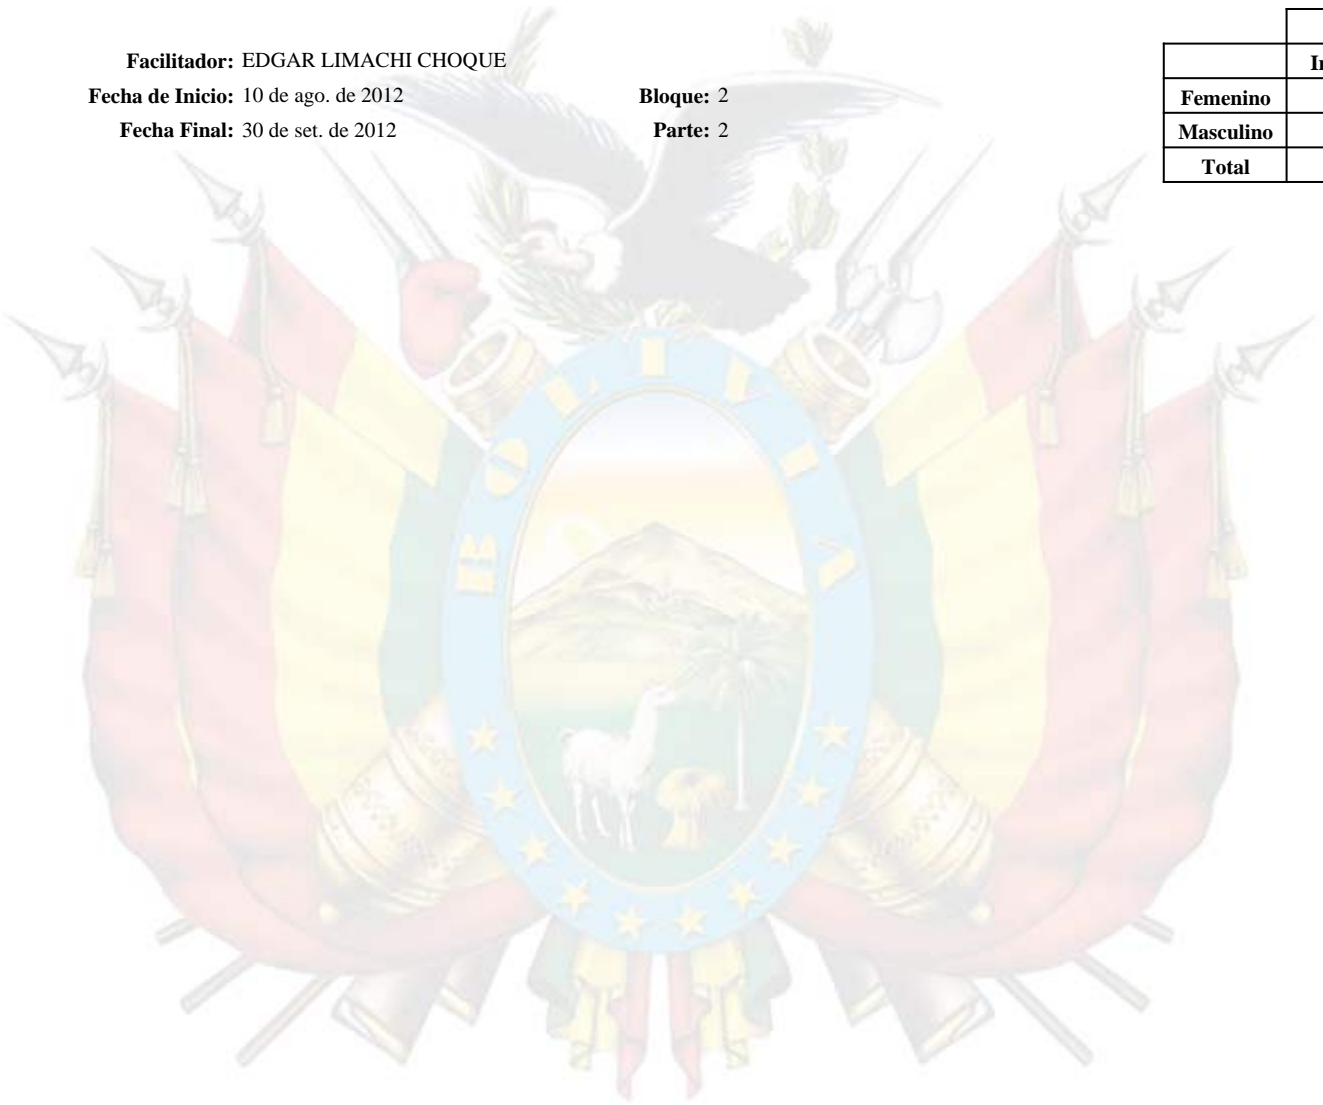 Facilitador: EDGAR LIMACHI CHOQUE
Fecha de Inicio: 10 de ago. de 2012 Bloque: 2
Fecha Final: 30 de set. de 2012 Parte: 2
Femenino
Masculino
Total
BOLIVIA